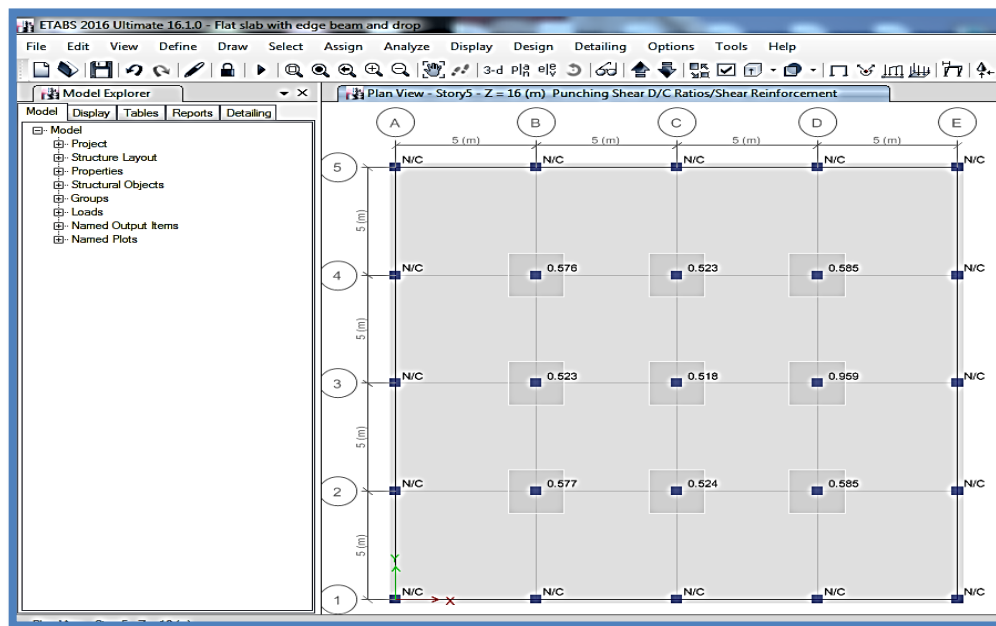 ETABS 2016 Ultimate 16.1.0 - Flat slab with edge beam and drop
File Edit View Define Draw Select Assign Analyze Display Design Detailing Options Tools Help
3-d
Model Explorer
Plan View - Story5 - Z = 16 (m) Punching Shear D/C Ratios/Shear Reinforcement
Model Display Tables Reports Detailing
Model
Project
Structure Layout
Properties
Structural Objects
Groups
Loads
Named Output Items
Named Plots
A B C D E
5 (m) 5 (m) 5 (m) 5 (m)
5 N/C N/C N/C N/C N/C
5 (m)
4 N/C 0.576 0.523 0.585 N/C
5 (m)
3 N/C 0.523 0.518 0.959 N/C
5 (m)
2 N/C 0.577 0.524 0.585 N/C
5 (m)
Y
1 N/C N/C N/C N/C N/C
X